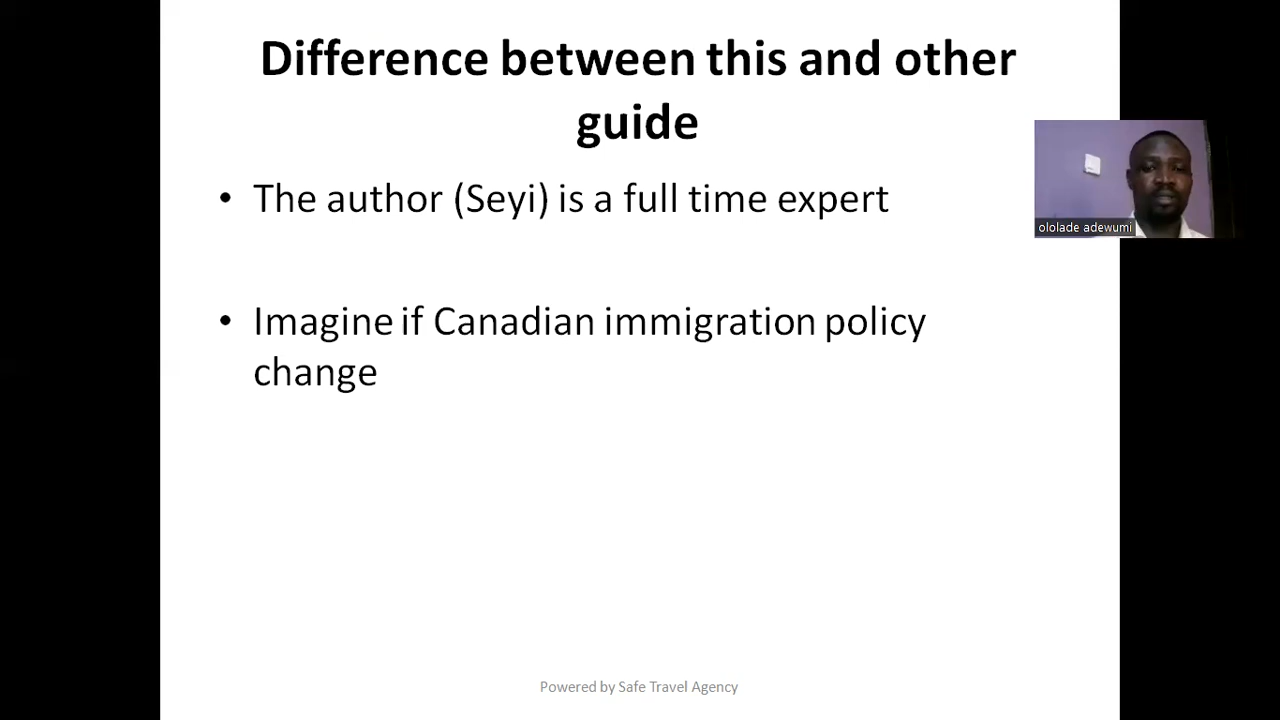 Difference between this and other
guide
• The author (Seyi) is a full time expert
• Imagine if Canadian immigration policy
change
ololade adewumi
Powered by Safe Travel Agency